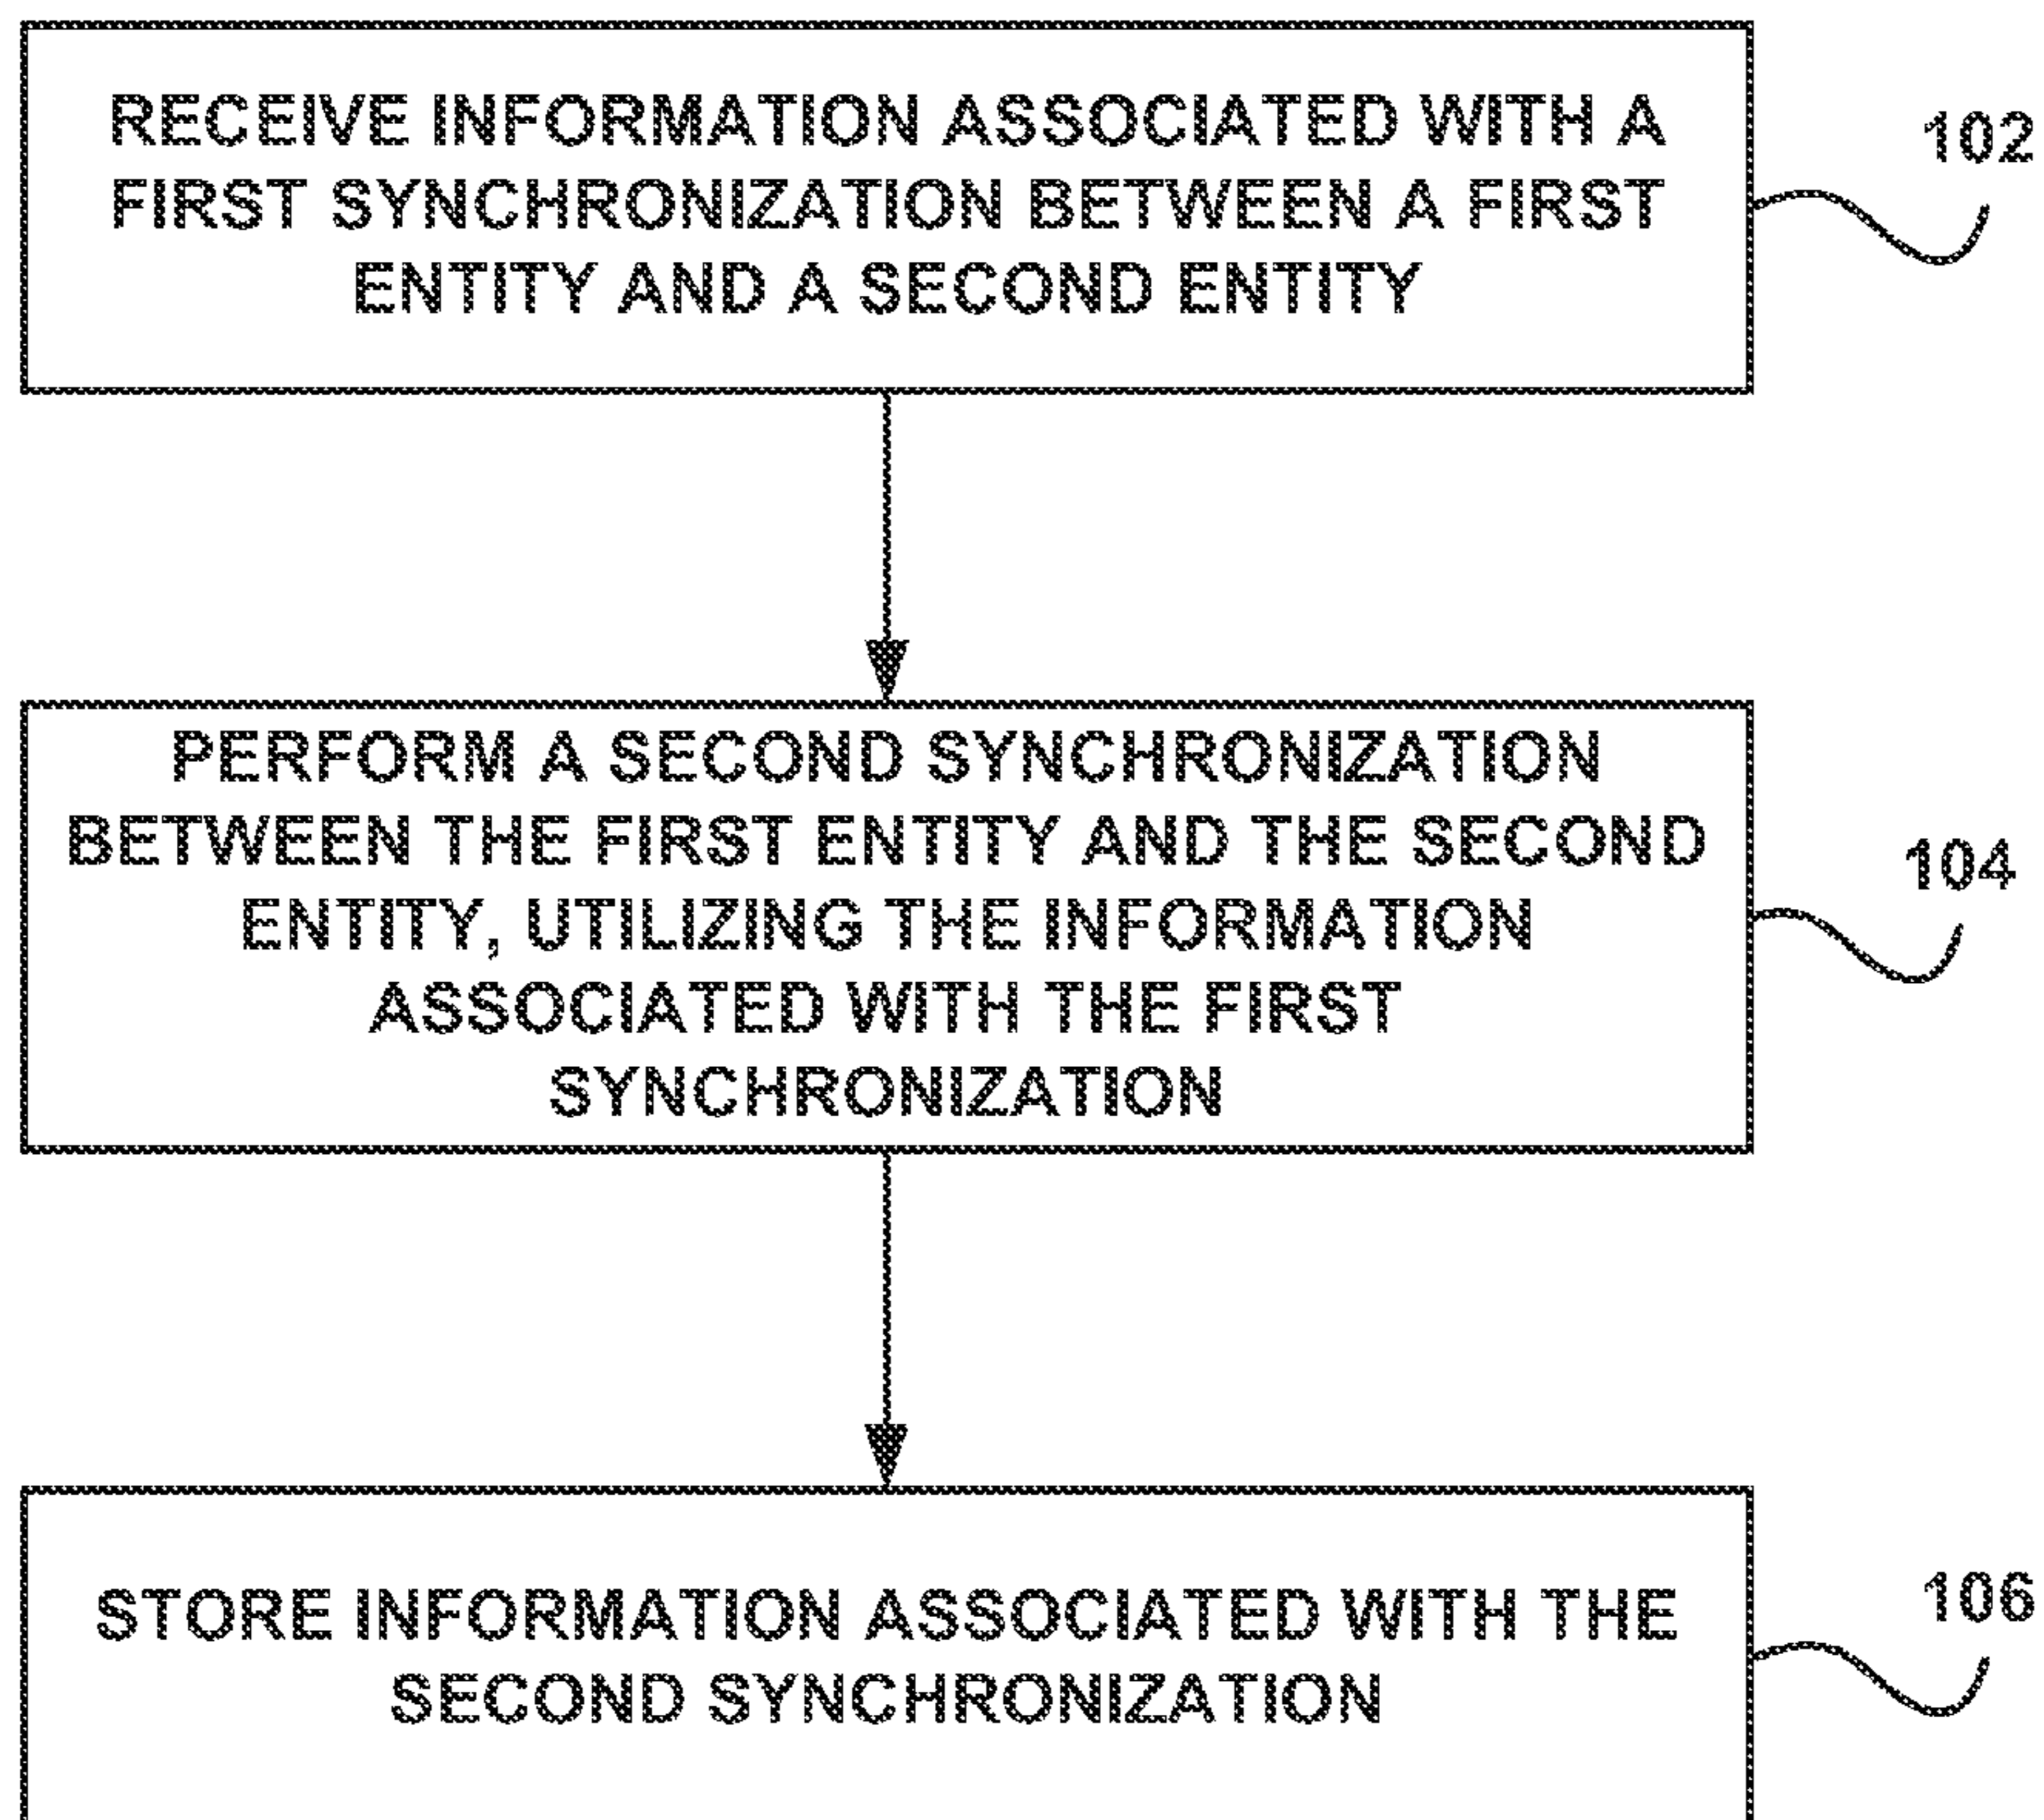 RECEIVE INFORMATION ASSOCIATED WITH A
FIRST SYNCHRONIZATION BETWEEN A FIRST
ENTITY AND A SECOND ENTITY
102
PERFORM A SECOND SYNCHRONIZATION
BETWEEN THE FIRST ENTITY AND THE SECOND
ENTITY, UTILIZING THE INFORMATION
ASSOCIATED WITH THE FIRST
SYNCHRONIZATION
104
STORE INFORMATION ASSOCIATED WITH THE
SECOND SYNCHRONIZATION
106